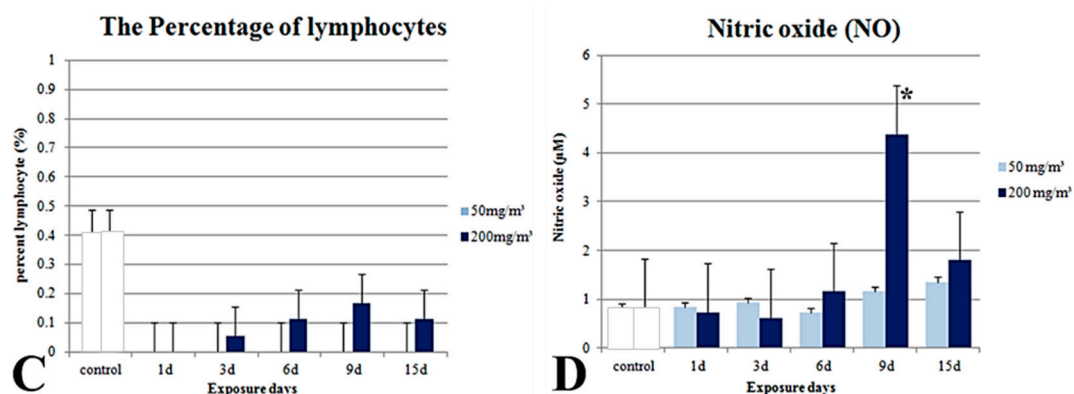 The Percentage of lymphocytes
percent lymphocyte (%)
1
0.9
0.8
0.7
0.6
0.5
0.4
0.3
0.2
0.1
0
control 1d 3d 6d 9d 15d
Exposure days
50mg/m³
200mg/m³
C
Nitric oxide (NO)
Nitric oxide (µM)
6
5
4
3
2
1
0
*
control 1d 3d 6d 9d 15d
Exposure days
50 mg/m³
200 mg/m³
D